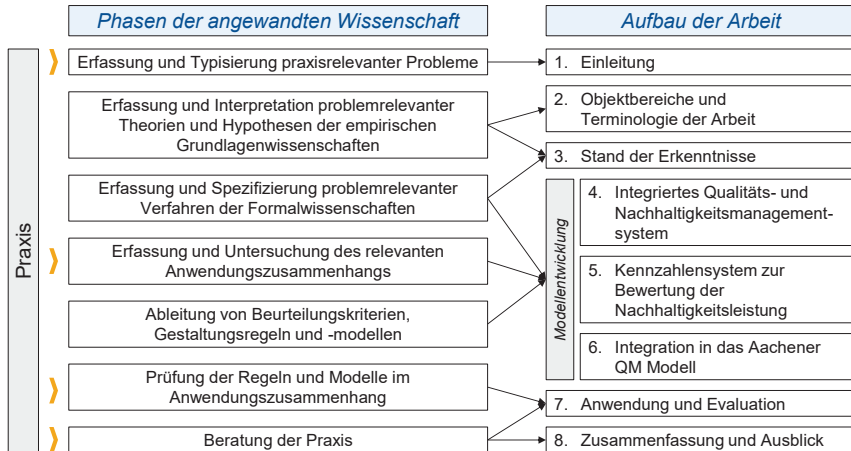 Phasen der angewandten Wissenschaft
Aufbau der Arbeit
Praxis
Erfassung und Typisierung praxisrelevanter Probleme
Erfassung und Interpretation problemrelevanter
Theorien und Hypothesen der empirischen
Grundlagenwissenschaften
Erfassung und Spezifizierung problemrelevanter
Verfahren der Formalwissenschaften
Erfassung und Untersuchung des relevanten
Anwendungszusammenhangs
Ableitung von Beurteilungskriterien,
Gestaltungsregeln und -modellen
Prüfung der Regeln und Modelle im
Anwendungszusammenhang
Beratung der Praxis
1. Einleitung
2. Objektbereiche und
Terminologie der Arbeit
3. Stand der Erkenntnisse
Modellentwicklung
4. Integriertes Qualitäts- und
Nachhaltigkeitsmanagement-
system
5. Kennzahlensystem zur
Bewertung der
Nachhaltigkeitsleistung
6. Integration in das Aachener
QM Modell
7. Anwendung und Evaluation
8. Zusammenfassung und Ausblick